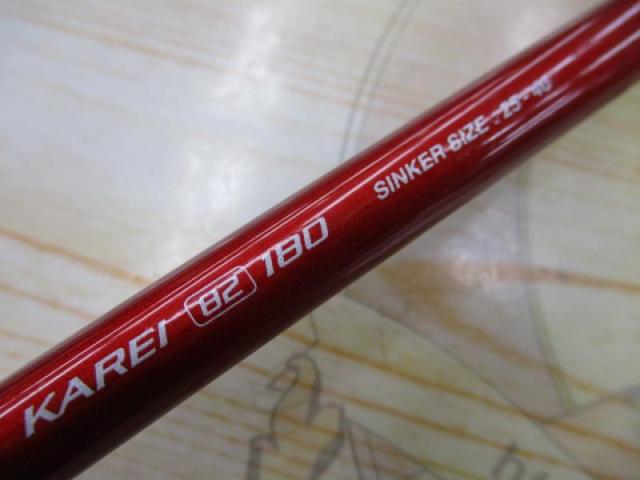 KAREI 82 180
SINKER SIZE : 25 - 40